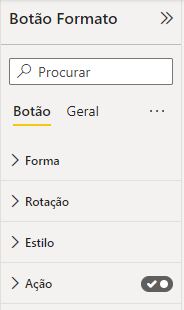 Botão Formato
Procurar
Botão Geral
Forma
Rotação
Estilo
Ação